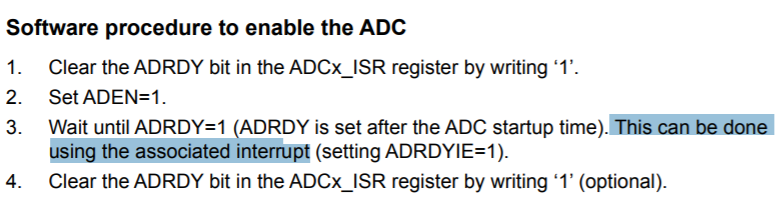 Software procedure to enable the ADC
1. Clear the ADRDY bit in the ADCx_ISR register by writing ‘1’.
2. Set ADEN=1.
3. Wait until ADRDY=1 (ADRDY is set after the ADC startup time). This can be done
using the associated interrupt (setting ADRDYIE=1).
4. Clear the ADRDY bit in the ADCx_ISR register by writing ‘1’ (optional).